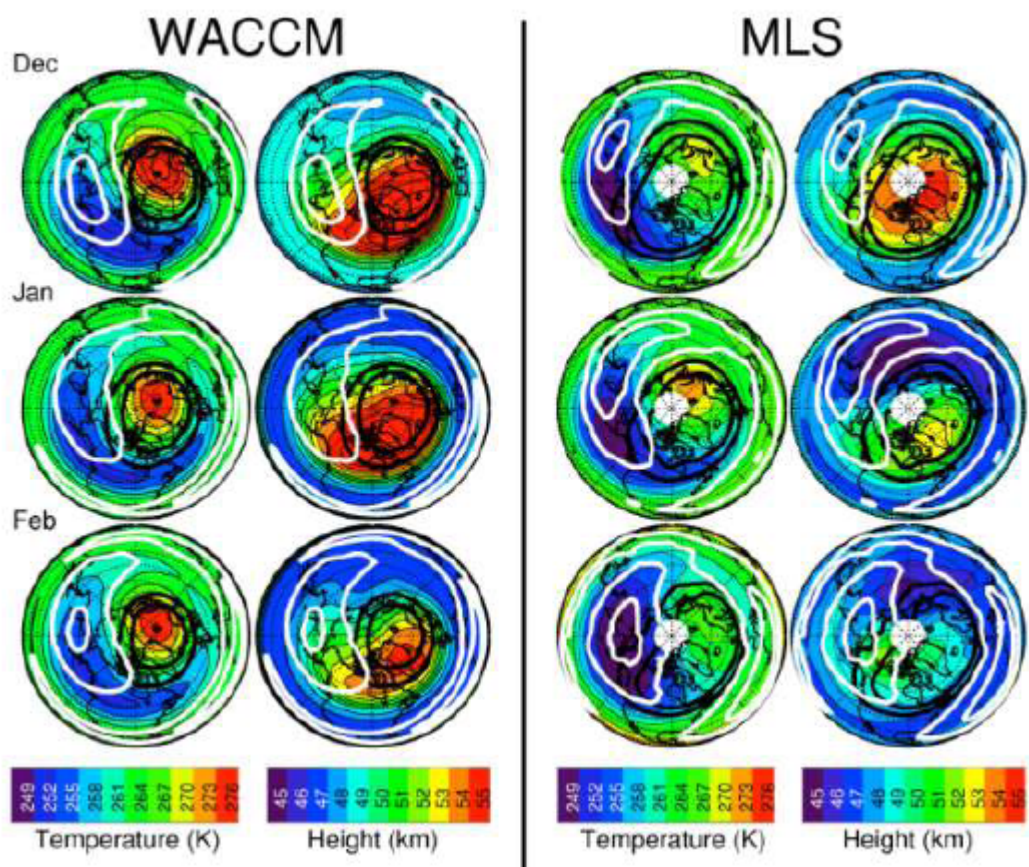 WACCM
MLS
Dec
Jan
Feb
249 252 255 258 261 264 267 270 273 276
45 46 47 48 49 50 51 52 53 54 55
249 252 255 258 261 264 267 270 273 276
45 46 47 48 49 50 51 52 53 54 55
Temperature (K)
Height (km)
Temperature (K)
Height (km)